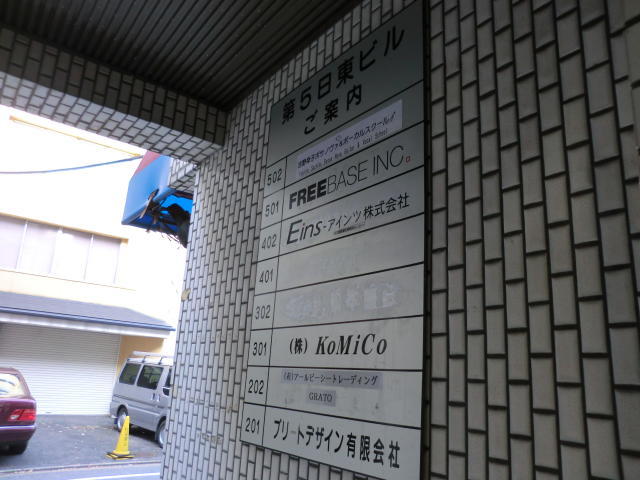 第5日東ビル
ご案内
502
501 FREEBASE INC.
402 Eins-アインツ株式会社
401
302
301 (株) KoMiCo
202 (有)アールビーシートレーディング
GRATO
201 ブリートデザイン有限会社